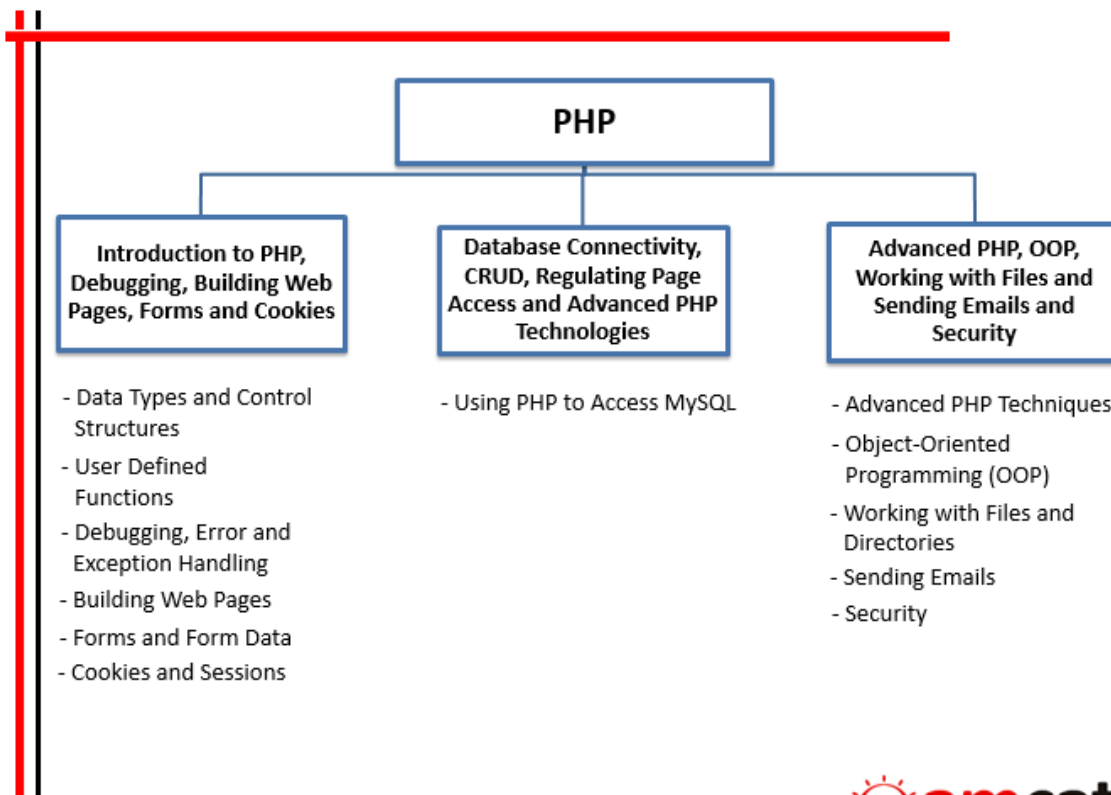 PHP
Introduction to PHP,
Debugging, Building Web
Pages, Forms and Cookies
- Data Types and Control
Structures
- User Defined
Functions
- Debugging, Error and
Exception Handling
- Building Web Pages
- Forms and Form Data
- Cookies and Sessions
Database Connectivity,
CRUD, Regulating Page
Access and Advanced PHP
Technologies
- Using PHP to Access MySQL
Advanced PHP, OOP,
Working with Files and
Sending Emails and
Security
- Advanced PHP Techniques
- Object-Oriented
Programming (OOP)
- Working with Files and
Directories
- Sending Emails
- Security